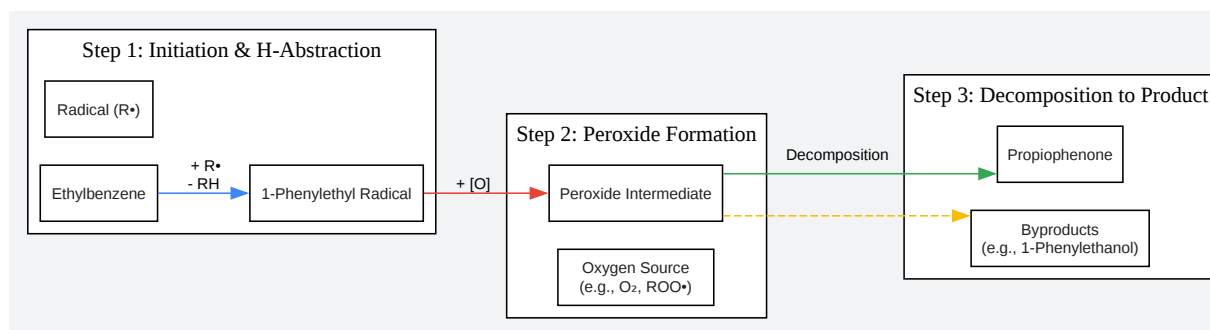 Step 1: Initiation & H-Abstraction
Radical (R•)
Ethylbenzene
+ R•
- RH
1-Phenylethyl Radical
+ [O]
Step 2: Peroxide Formation
Peroxide Intermediate
Oxygen Source
(e.g., O₂, ROO•)
Decomposition
Step 3: Decomposition to Product
Propiophenone
Byproducts
(e.g., 1-Phenylethanol)